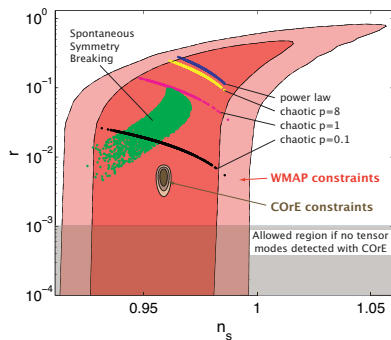 Spontaneous
Symmetry
Breaking
10^0
10^-1
10^-2
10^-3
10^-4
r
power law
chaotic p=8
chaotic p=1
chaotic p=0.1
WMAP constraints
COrE constraints
Allowed region if no tensor
modes detected with COrE
0.95
1
1.05
n_s